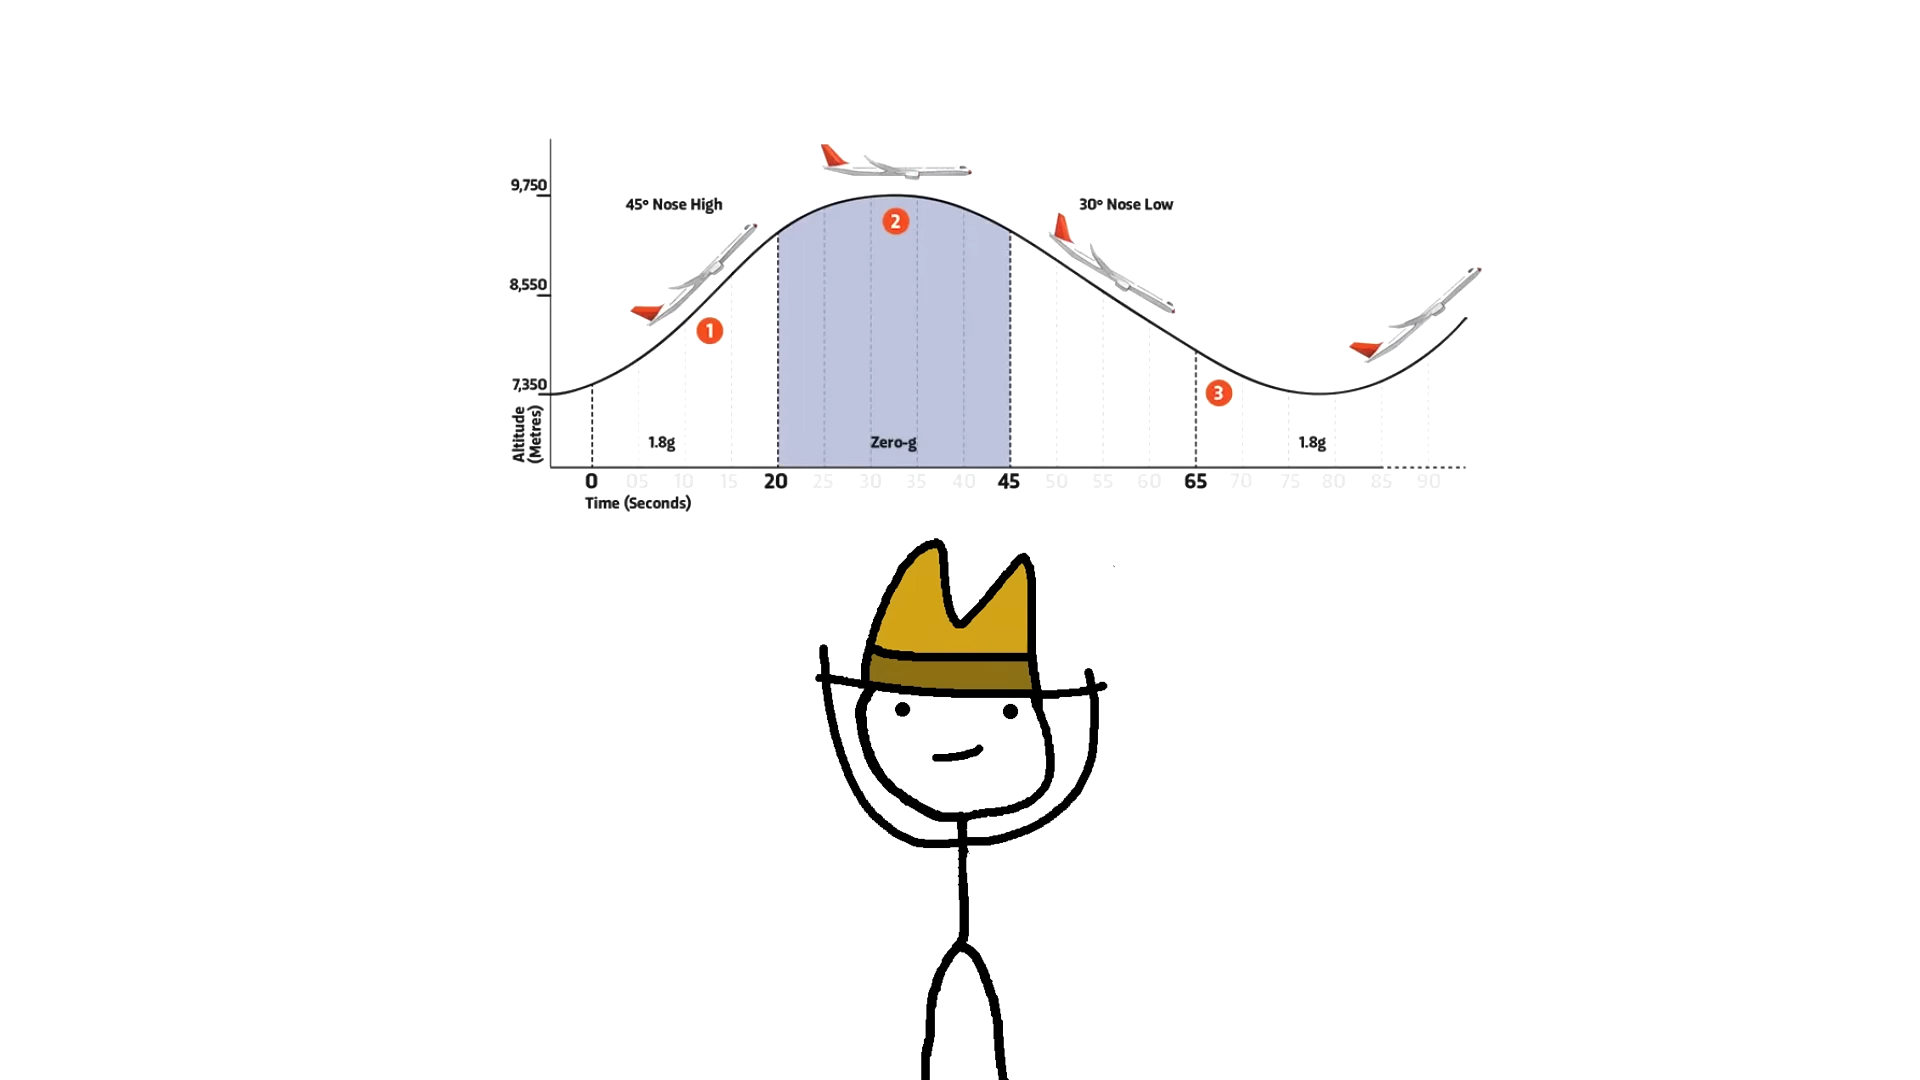 9,750
45º Nose High
2
30º Nose Low
8,550
1
7,350
3
Altitude
(Metres)
1.8g
Zero-g
1.8g
0 05 10 15 20 25 30 35 40 45 50 55 60 65 70 75 80 85 90
Time (Seconds)